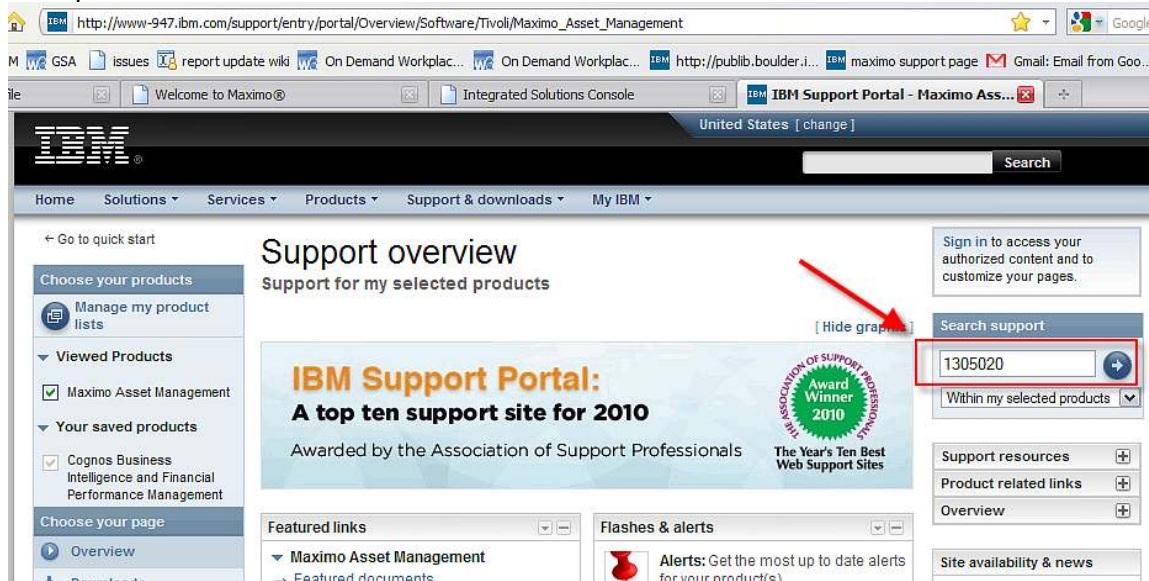 http://www-947.ibm.com/support/entry/portal/Overview/Software/Tivoli/Maximo_Asset_Management
GSA issues report update wiki On Demand Workplac... On Demand Workplac... http://publib.boulder.i... maximo support page Gmail: Email from Goo...
Welcome to Maximo® Integrated Solutions Console IBM Support Portal - Maximo Ass...
United States [ change ]
IBM®
Search
Home Solutions Services Products Support & downloads My IBM
← Go to quick start
Choose your products
Manage my product
lists
Viewed Products
Maximo Asset Management
Your saved products
Cognos Business
Intelligence and Financial
Performance Management
Choose your page
Overview
Support overview
Support for my selected products
[ Hide graphic ]
IBM Support Portal:
A top ten support site for 2010
Awarded by the Association of Support Professionals
ASSOCIATION OF SUPPORT PROFESSIONALS
Award
Winner
2010
The Year's Ten Best
Web Support Sites
Featured links
Maximo Asset Management
Featured documents
Flashes & alerts
Alerts: Get the most up to date alerts
for your product(s)
Sign in to access your
authorized content and to
customize your pages.
Search support
1305020
Within my selected products
Support resources
Product related links
Overview
Site availability & news